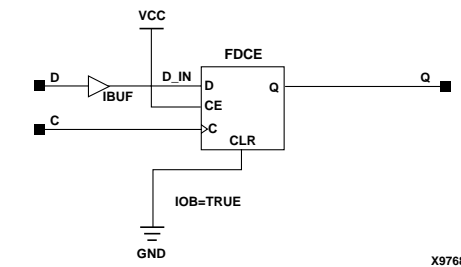 VCC
FDCE
D
D_IN
D
Q
Q
IBUF
CE
C
C
CLR
IOB=TRUE
GND
X9768